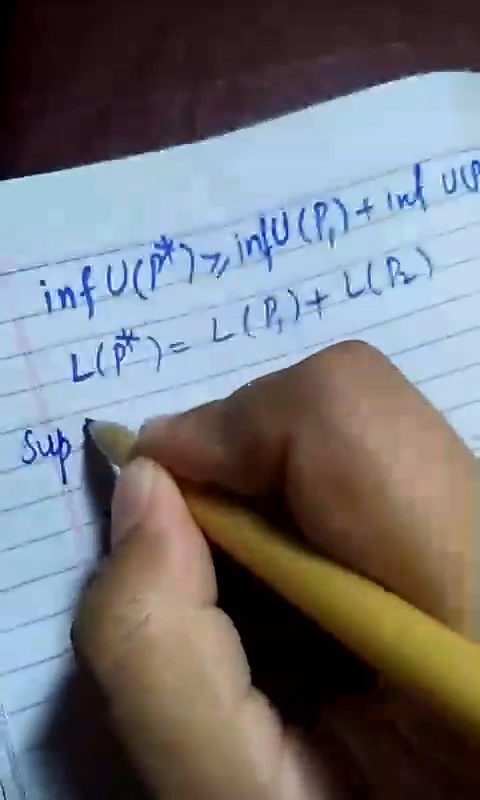 inf U(P*) ≥ inf U(P₁) + inf U(P
L(P*) = L(P₁) + L(P₂)
Sup